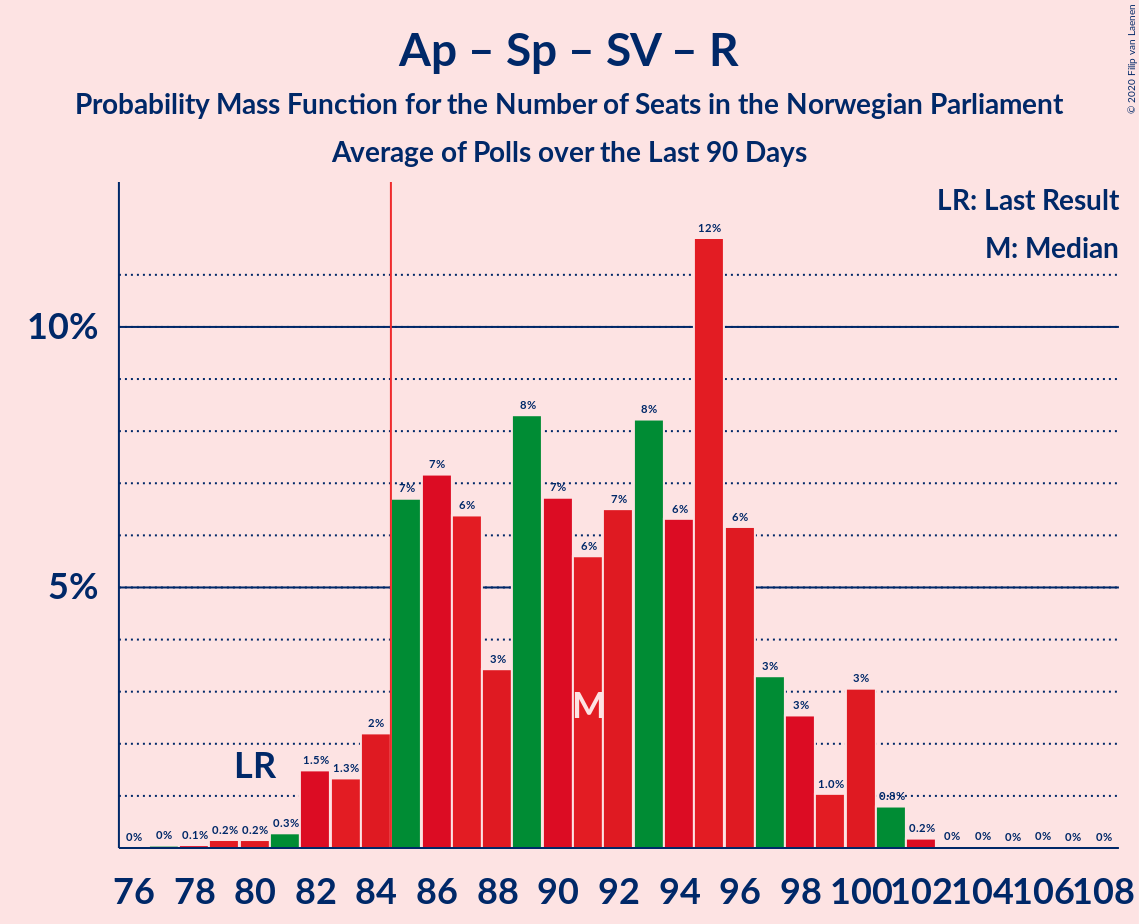 Ap – Sp – SV – R
Probability Mass Function for the Number of Seats in the Norwegian Parliament
Average of Polls over the Last 90 Days
© 2020 Filip van Laenen
LR: Last Result
M: Median
10%
5%
0% 0% 0.1% 0.2% 0.2% 0.3% 1.5% 1.3% 2% 7% 7% 6% 3% 8% 7% 6% 7% 8% 6% 12% 6% 3% 3% 1.0% 3% 0.8% 0.2% 0% 0% 0% 0% 0% 0%
LR
M
76 78 80 82 84 86 88 90 92 94 96 98 100 102 104 106 108